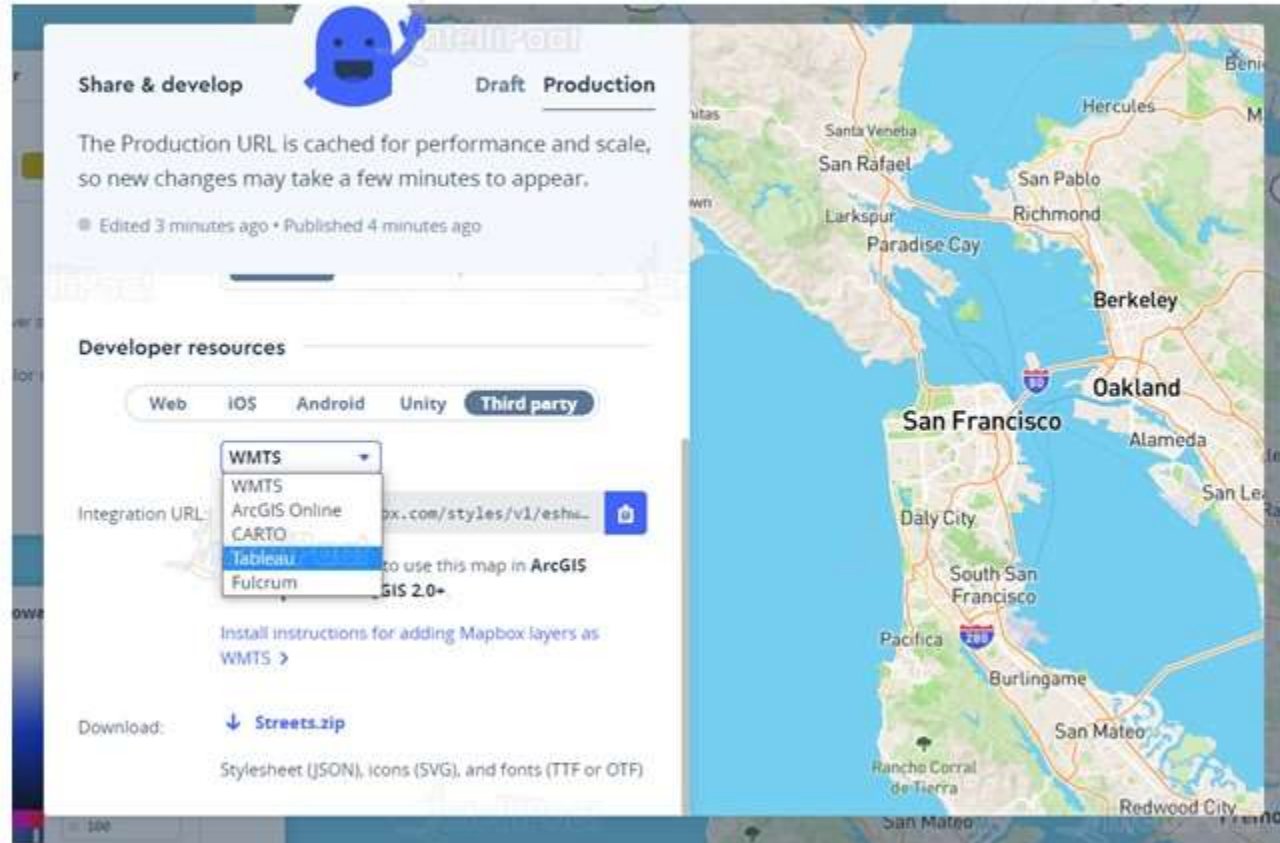 Share & develop
Draft Production
The Production URL is cached for performance and scale,
so new changes may take a few minutes to appear.
Edited 3 minutes ago • Published 4 minutes ago
Developer resources
Web iOS Android Unity Third party
WMTS
WMTS
ArcGIS Online
CARTO
Tableau
Fulcrum
Integration URL:
box.com/styles/v1/eshw…
to use this map in ArcGIS
GIS 2.0+
Install instructions for adding Mapbox layers as
WMTS >
Download:
Streets.zip
Stylesheet (JSON), icons (SVG), and fonts (TTF or OTF)
100
Hercules
Santa Venetia
San Rafael
San Pablo
Larkspur
Richmond
Paradise Cay
Berkeley
80
Oakland
San Francisco
Alameda
Daly City
South San
Francisco
Pacifica
280
Burlingame
San Mateo
Rancho Corral
de Tierra
Redwood City
San Mateo
IntelliPaat